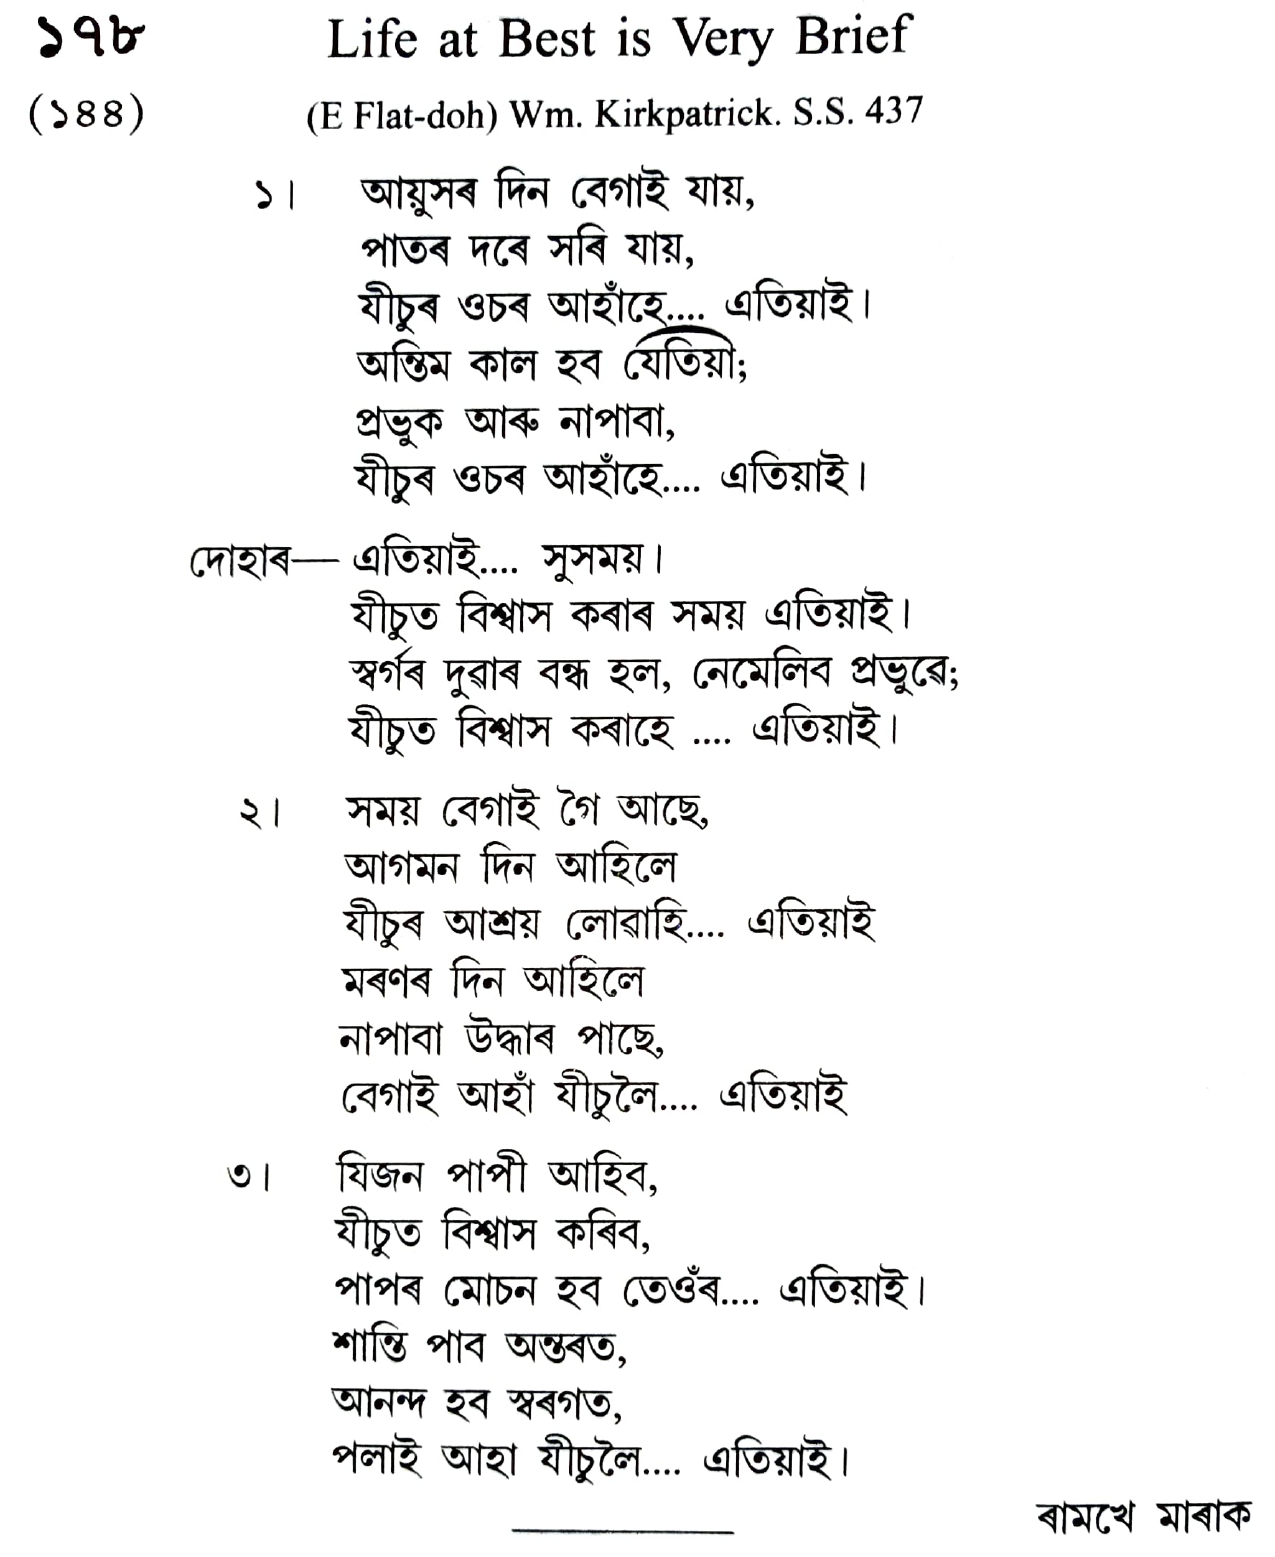 ১৭৮ Life at Best is Very Brief
(১৪৪) (E Flat-doh) Wm. Kirkpatrick. S.S. 437
১। আয়ুসৰ দিন বেগাই যায়,
পাতৰ দৰে সৰি যায়,
যীচুৰ ওচৰ আহাঁহে.... এতিয়াই।
অন্তিম কাল হব যেতিয়া;
প্ৰভুক আৰু নাপাবা,
যীচুৰ ওচৰ আহাঁহে.... এতিয়াই।
দোহাৰ— এতিয়াই.... সুসময়।
যীচুত বিশ্বাস কৰাৰ সময় এতিয়াই।
স্বৰ্গৰ দুৱাৰ বন্ধ হল, নেমেলিব প্ৰভুৱে;
যীচুত বিশ্বাস কৰাহে .... এতিয়াই।
২। সময় বেগাই গৈ আছে,
আগমন দিন আহিলে
যীচুৰ আশ্ৰয় লোৱাহি.... এতিয়াই
মৰণৰ দিন আহিলে
নাপাবা উদ্ধাৰ পাছে,
বেগাই আহাঁ যীচুলৈ.... এতিয়াই
৩। যিজন পাপী আহিব,
যীচুত বিশ্বাস কৰিব,
পাপৰ মোচন হব তেওঁৰ.... এতিয়াই।
শান্তি পাব অন্তৰত,
আনন্দ হব স্বৰগত,
পলাই আহা যীচুলৈ.... এতিয়াই।
ৰামখে মাৰাক